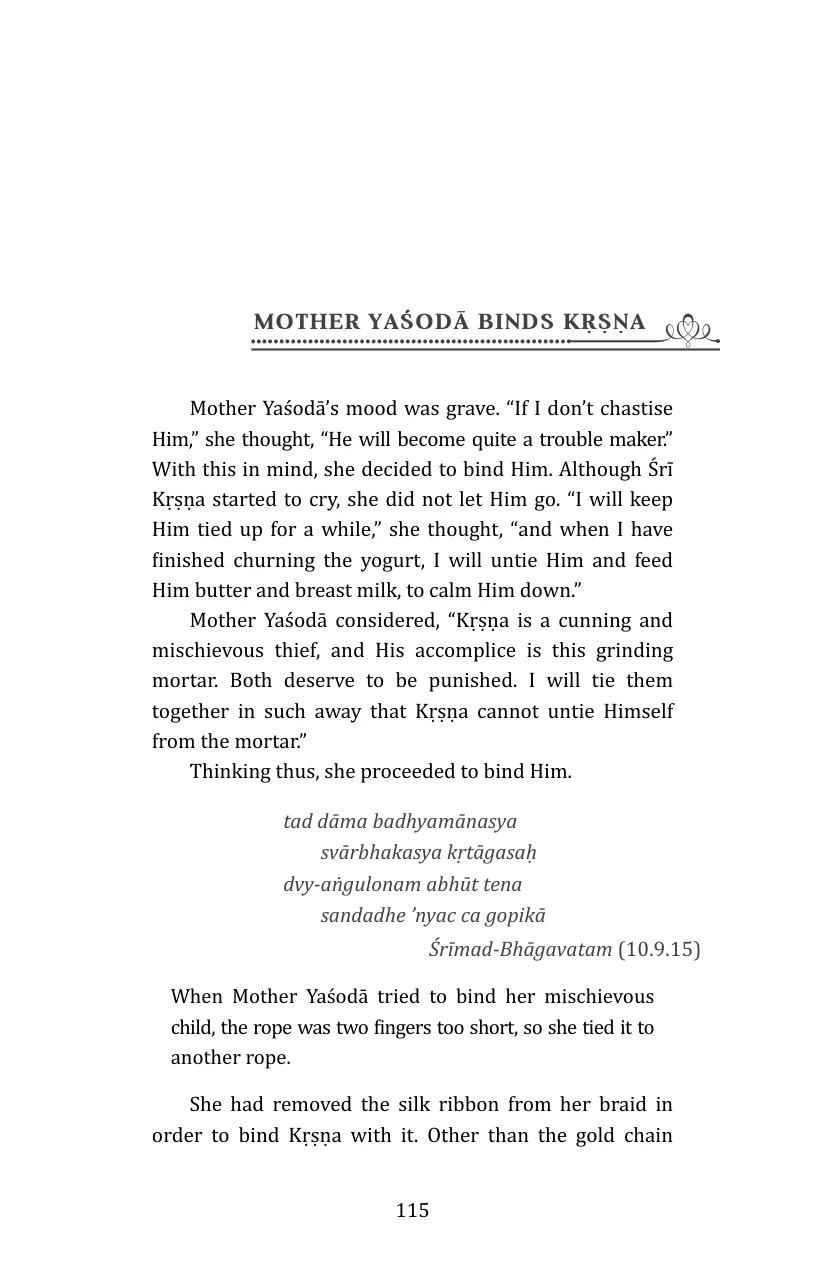 MOTHER YAŚODĀ BINDS KṚṢṆA
Mother Yaśodā’s mood was grave. “If I don’t chastise
Him,” she thought, “He will become quite a trouble maker.”
With this in mind, she decided to bind Him. Although Śrī
Kṛṣṇa started to cry, she did not let Him go. “I will keep
Him tied up for a while,” she thought, “and when I have
finished churning the yogurt, I will untie Him and feed
Him butter and breast milk, to calm Him down.”
Mother Yaśodā considered, “Kṛṣṇa is a cunning and
mischievous thief, and His accomplice is this grinding
mortar. Both deserve to be punished. I will tie them
together in such away that Kṛṣṇa cannot untie Himself
from the mortar.”
Thinking thus, she proceeded to bind Him.
tad dāma badhyamānasya
svārbhakasya kṛtāgasaḥ
dvy-aṅgulonam abhūt tena
sandadhe ’nyac ca gopikā
Śrīmad-Bhāgavatam (10.9.15)
When Mother Yaśodā tried to bind her mischievous
child, the rope was two fingers too short, so she tied it to
another rope.
She had removed the silk ribbon from her braid in
order to bind Kṛṣṇa with it. Other than the gold chain
115